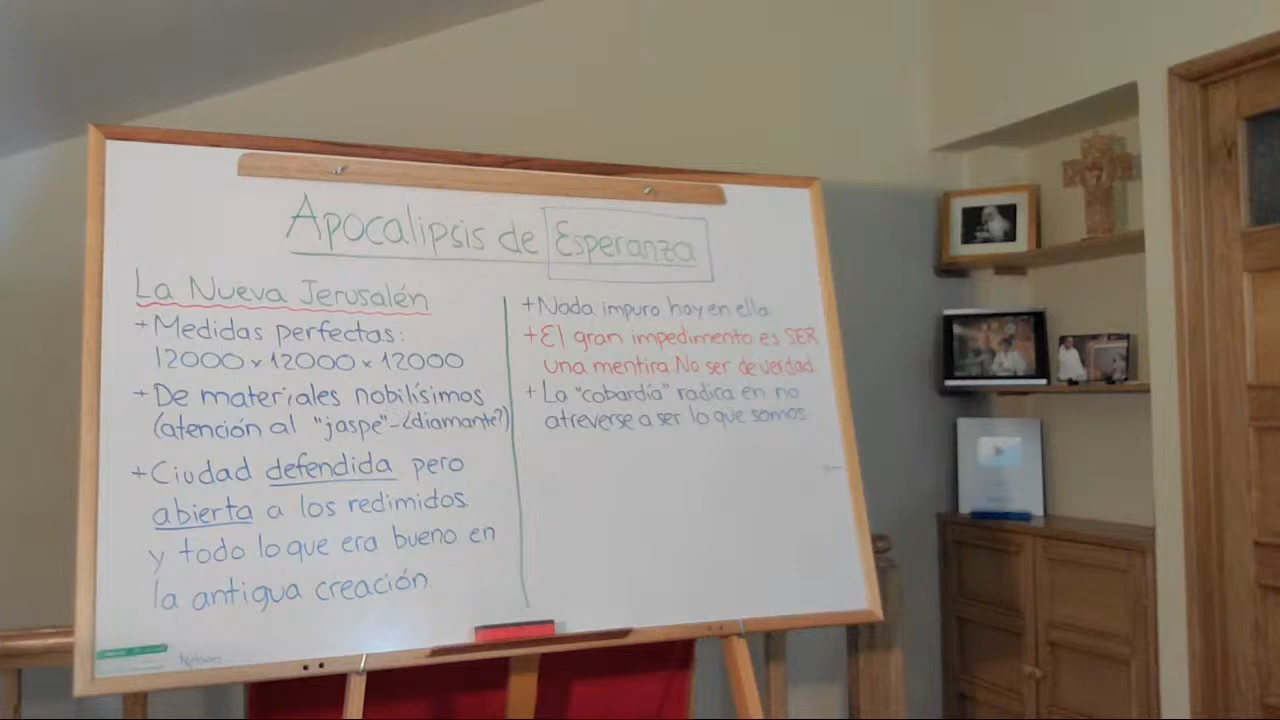 Apocalipsis de Esperanza
La Nueva Jerusalén
+Medidas perfectas:
12000 x 12000 x 12000
+De materiales nobilísimos
(atención al "jaspe"-¿diamante?)
+Ciudad defendida pero
abierta a los redimidos
y todo lo que era bueno en
la antigua creación.
+Nada impuro hay en ella
+El gran impedimento es SER
una mentira No ser de verdad
+La "cobardía" radica en no
atreverse a ser lo que somos
Nelson